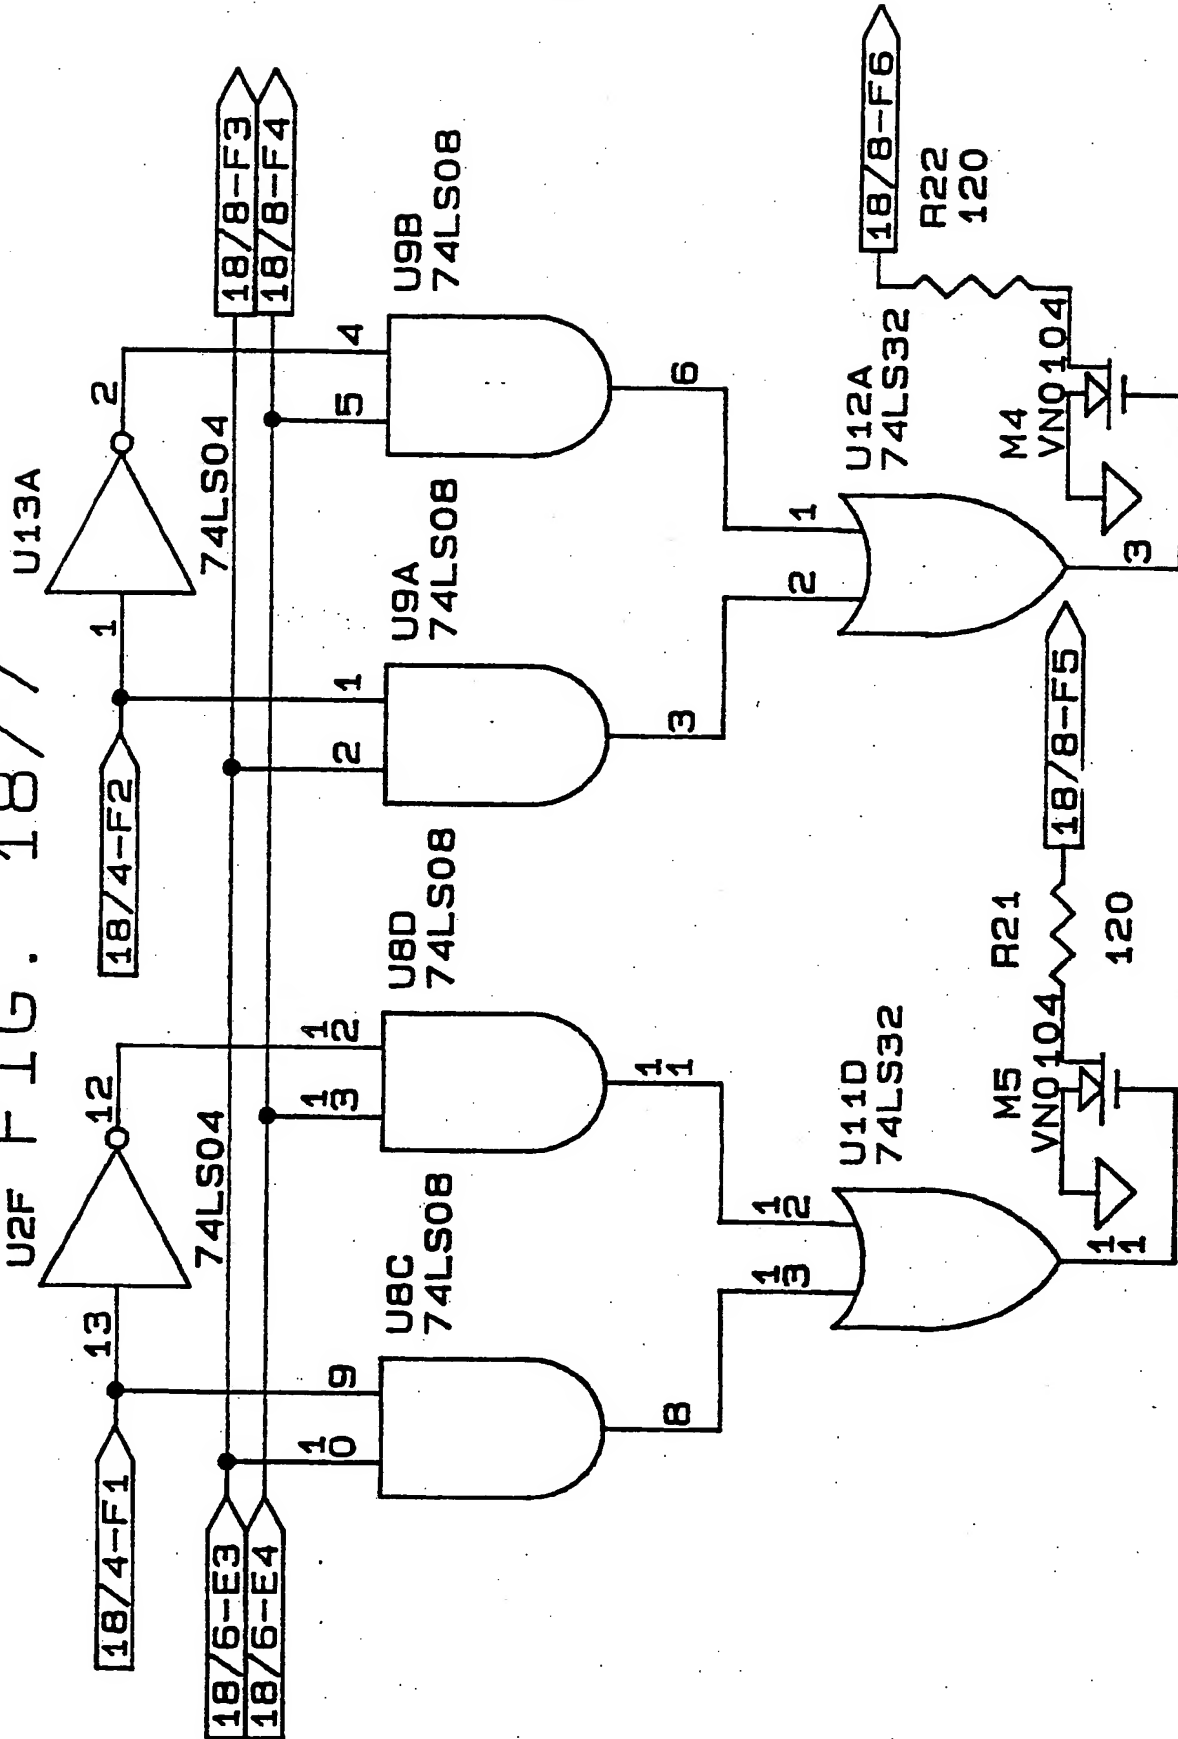 FIG. 18/7
U2F
13
12
74LS04
U13A
1
2
74LS04
18/4-F1
18/4-F2
18/6-E3
18/6-E4
18/8-F3
18/8-F4
U8C
74LS08
10
9
8
U8D
74LS08
13
12
11
U9A
74LS08
2
1
3
U9B
74LS08
5
4
6
U11D
74LS32
13
12
11
U12A
74LS32
2
1
3
M5
VN0104
R21
120
18/8-F5
M4
VN0104
R22
120
18/8-F6